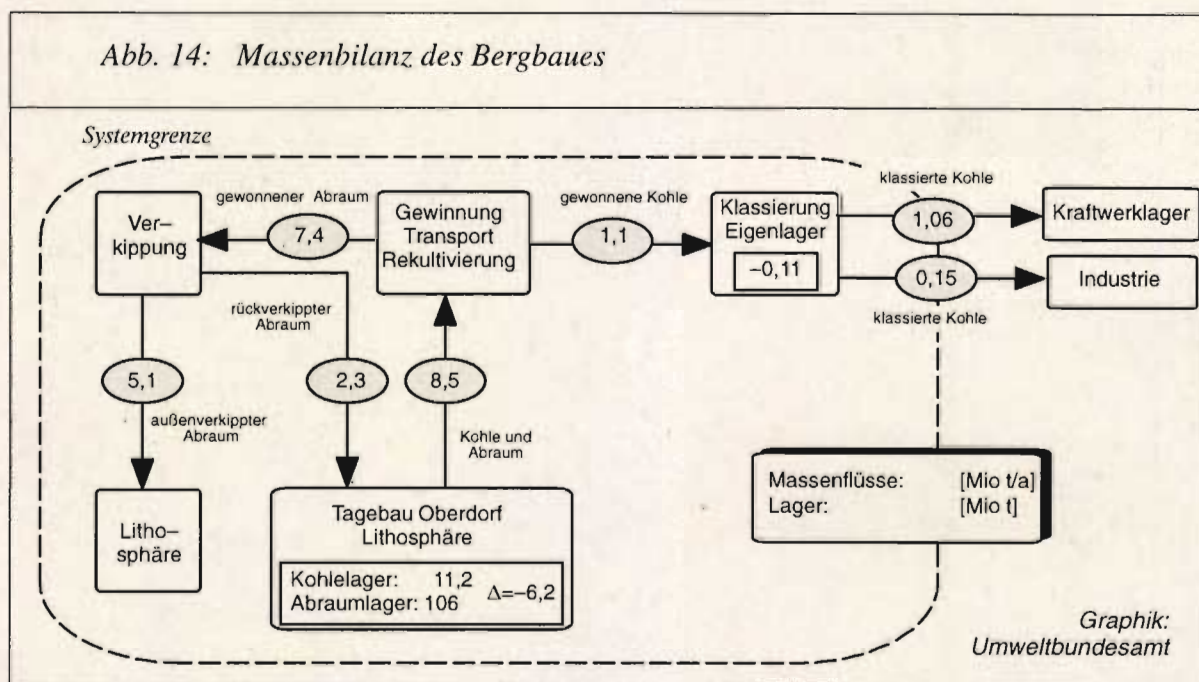 Abb. 14: Massenbilanz des Bergbaues
Systemgrenze
gewonnener Abraum
7,4
Ver–
kippung
Gewinnung
Transport
Rekultivierung
gewonnene Kohle
1,1
Klassierung
Eigenlager
–0,11
klassierte Kohle
1,06
Kraftwerklager
0,15
klassierte Kohle
Industrie
rückverkippter
Abraum
5,1
2,3
8,5
außenverkippter
Abraum
Kohle und
Abraum
Litho–
sphäre
Tagebau Oberdorf
Lithosphäre
Kohlelager: 11,2
Abraumlager: 106
Δ=–6,2
Massenflüsse: [Mio t/a]
Lager: [Mio t]
Graphik:
Umweltbundesamt